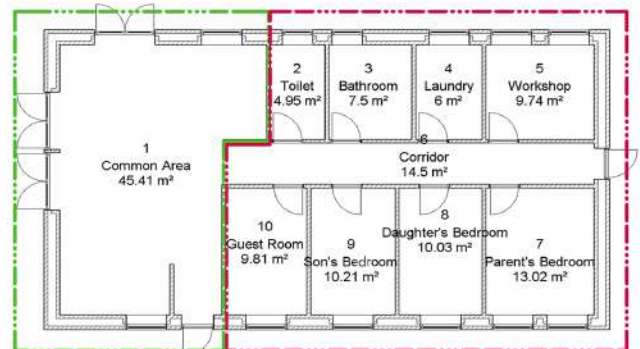 1
Common Area
45.41 m²
2
Toilet
4.95 m²
3
Bathroom
7.5 m²
4
Laundry
6 m²
5
Workshop
9.74 m²
6
Corridor
14.5 m²
10
Guest Room
9.81 m²
9
Son's Bedroom
10.21 m²
8
Daughter's Bedroom
10.03 m²
7
Parent's Bedroom
13.02 m²